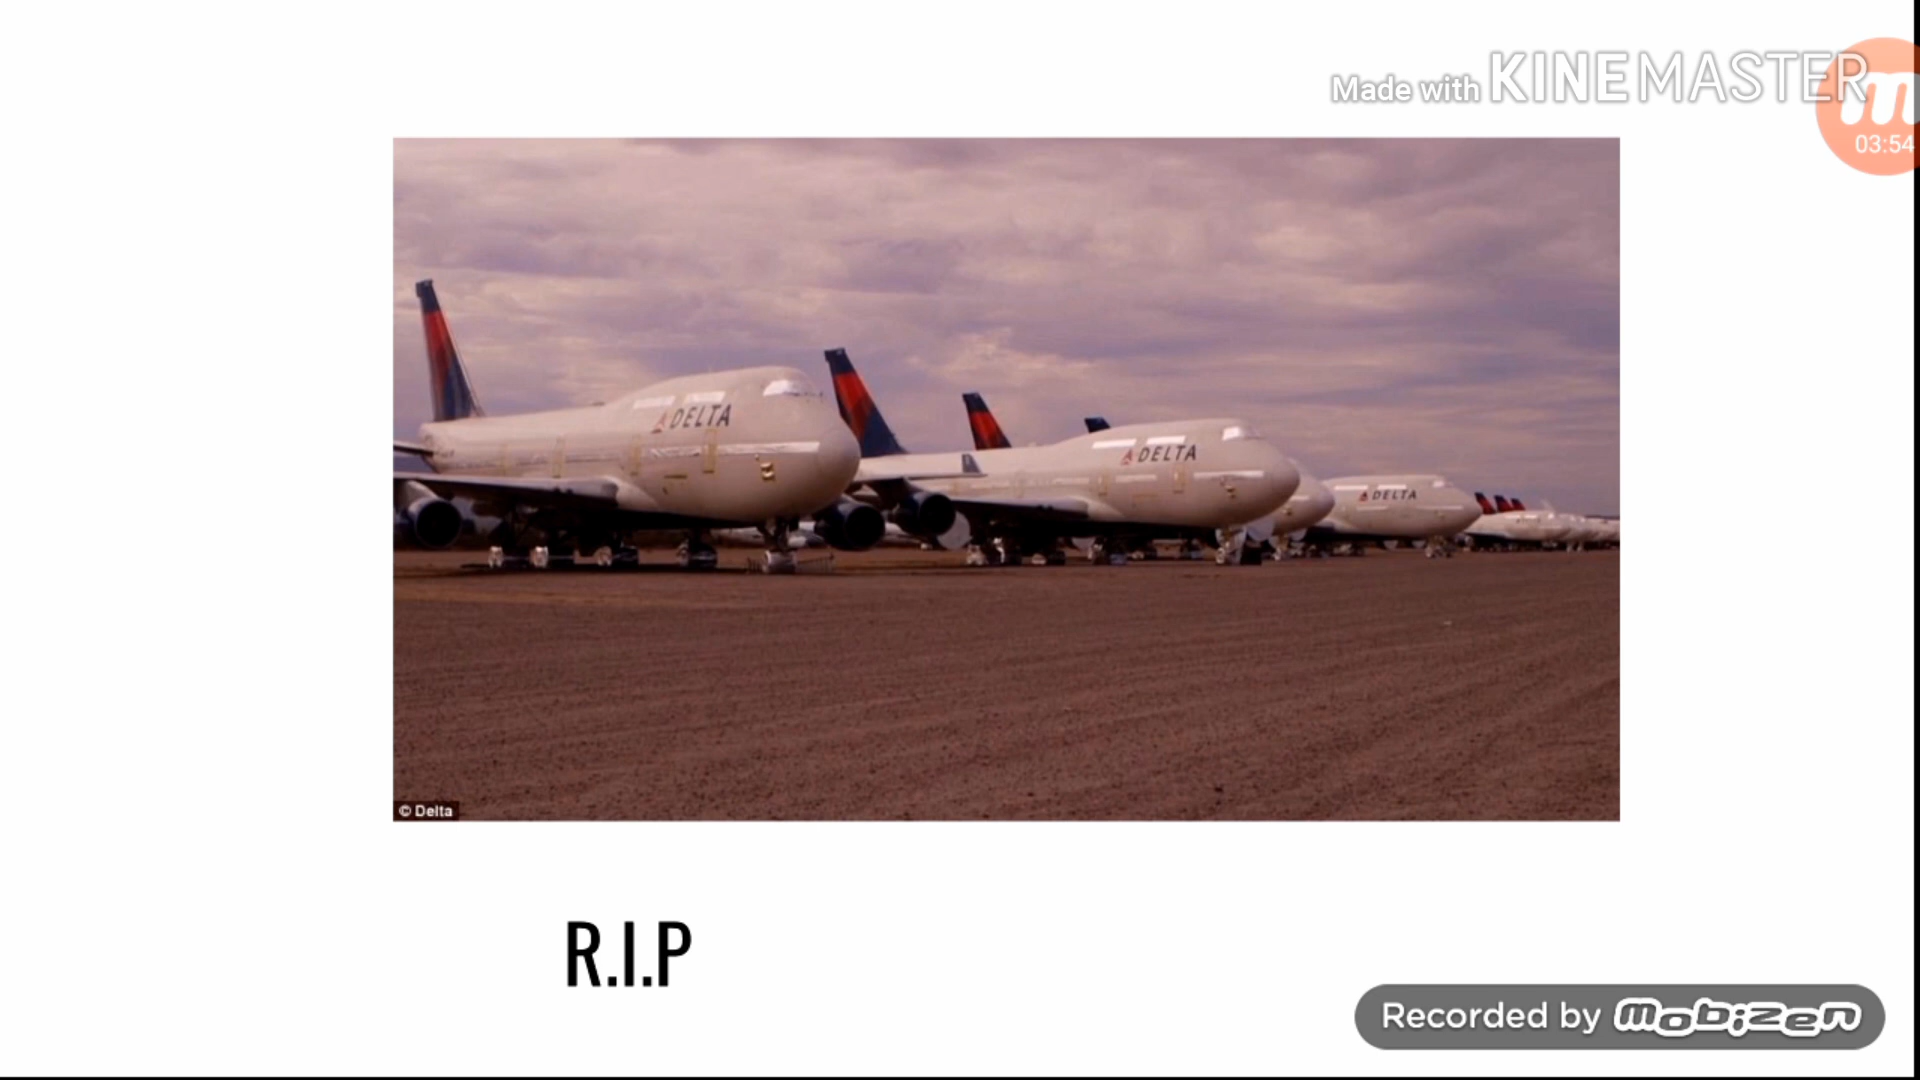 Made with KINEMASTER
03:54
DELTA
DELTA
DELTA
© Delta
R.I.P
Recorded by mobizen